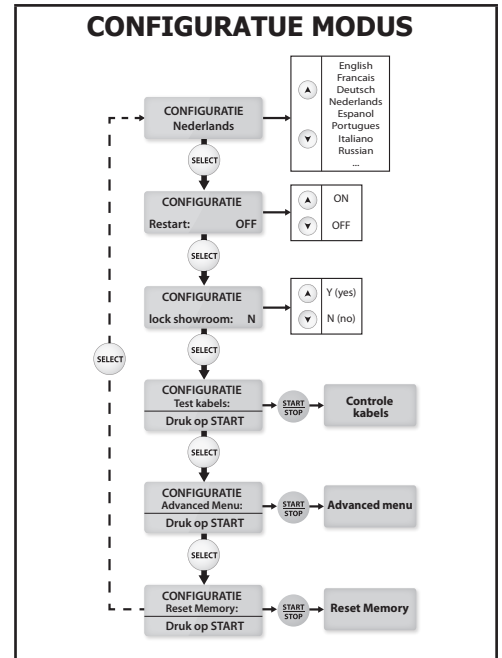 CONFIGURATUE MODUS
English
Francais
Deutsch
Nederlands
Espanol
Portugues
Italiano
Russian
...
CONFIGURATIE
Nederlands
SELECT
CONFIGURATIE
Restart: OFF
ON
OFF
SELECT
CONFIGURATIE
lock showroom: N
Y (yes)
N (no)
SELECT
SELECT
CONFIGURATIE
Test kabels:
Druk op START
START
STOP
Controle
kabels
SELECT
CONFIGURATIE
Advanced Menu:
Druk op START
START
STOP
Advanced menu
SELECT
CONFIGURATIE
Reset Memory:
Druk op START
START
STOP
Reset Memory